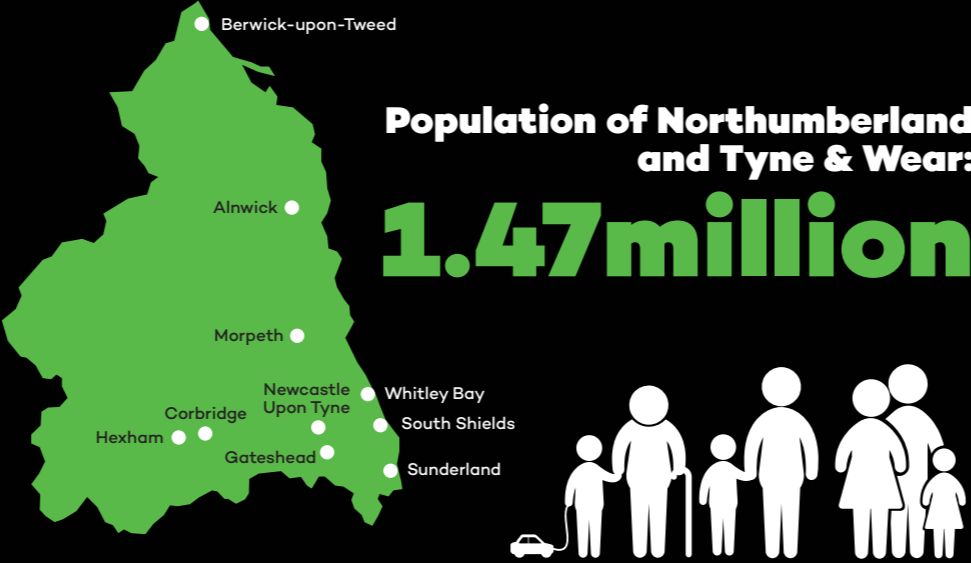 Berwick-upon-Tweed
Population of Northumberland
and Tyne & Wear:
1.47million
Alnwick
Morpeth
Newcastle
Upon Tyne
Whitley Bay
Corbridge
South Shields
Hexham
Gateshead
Sunderland